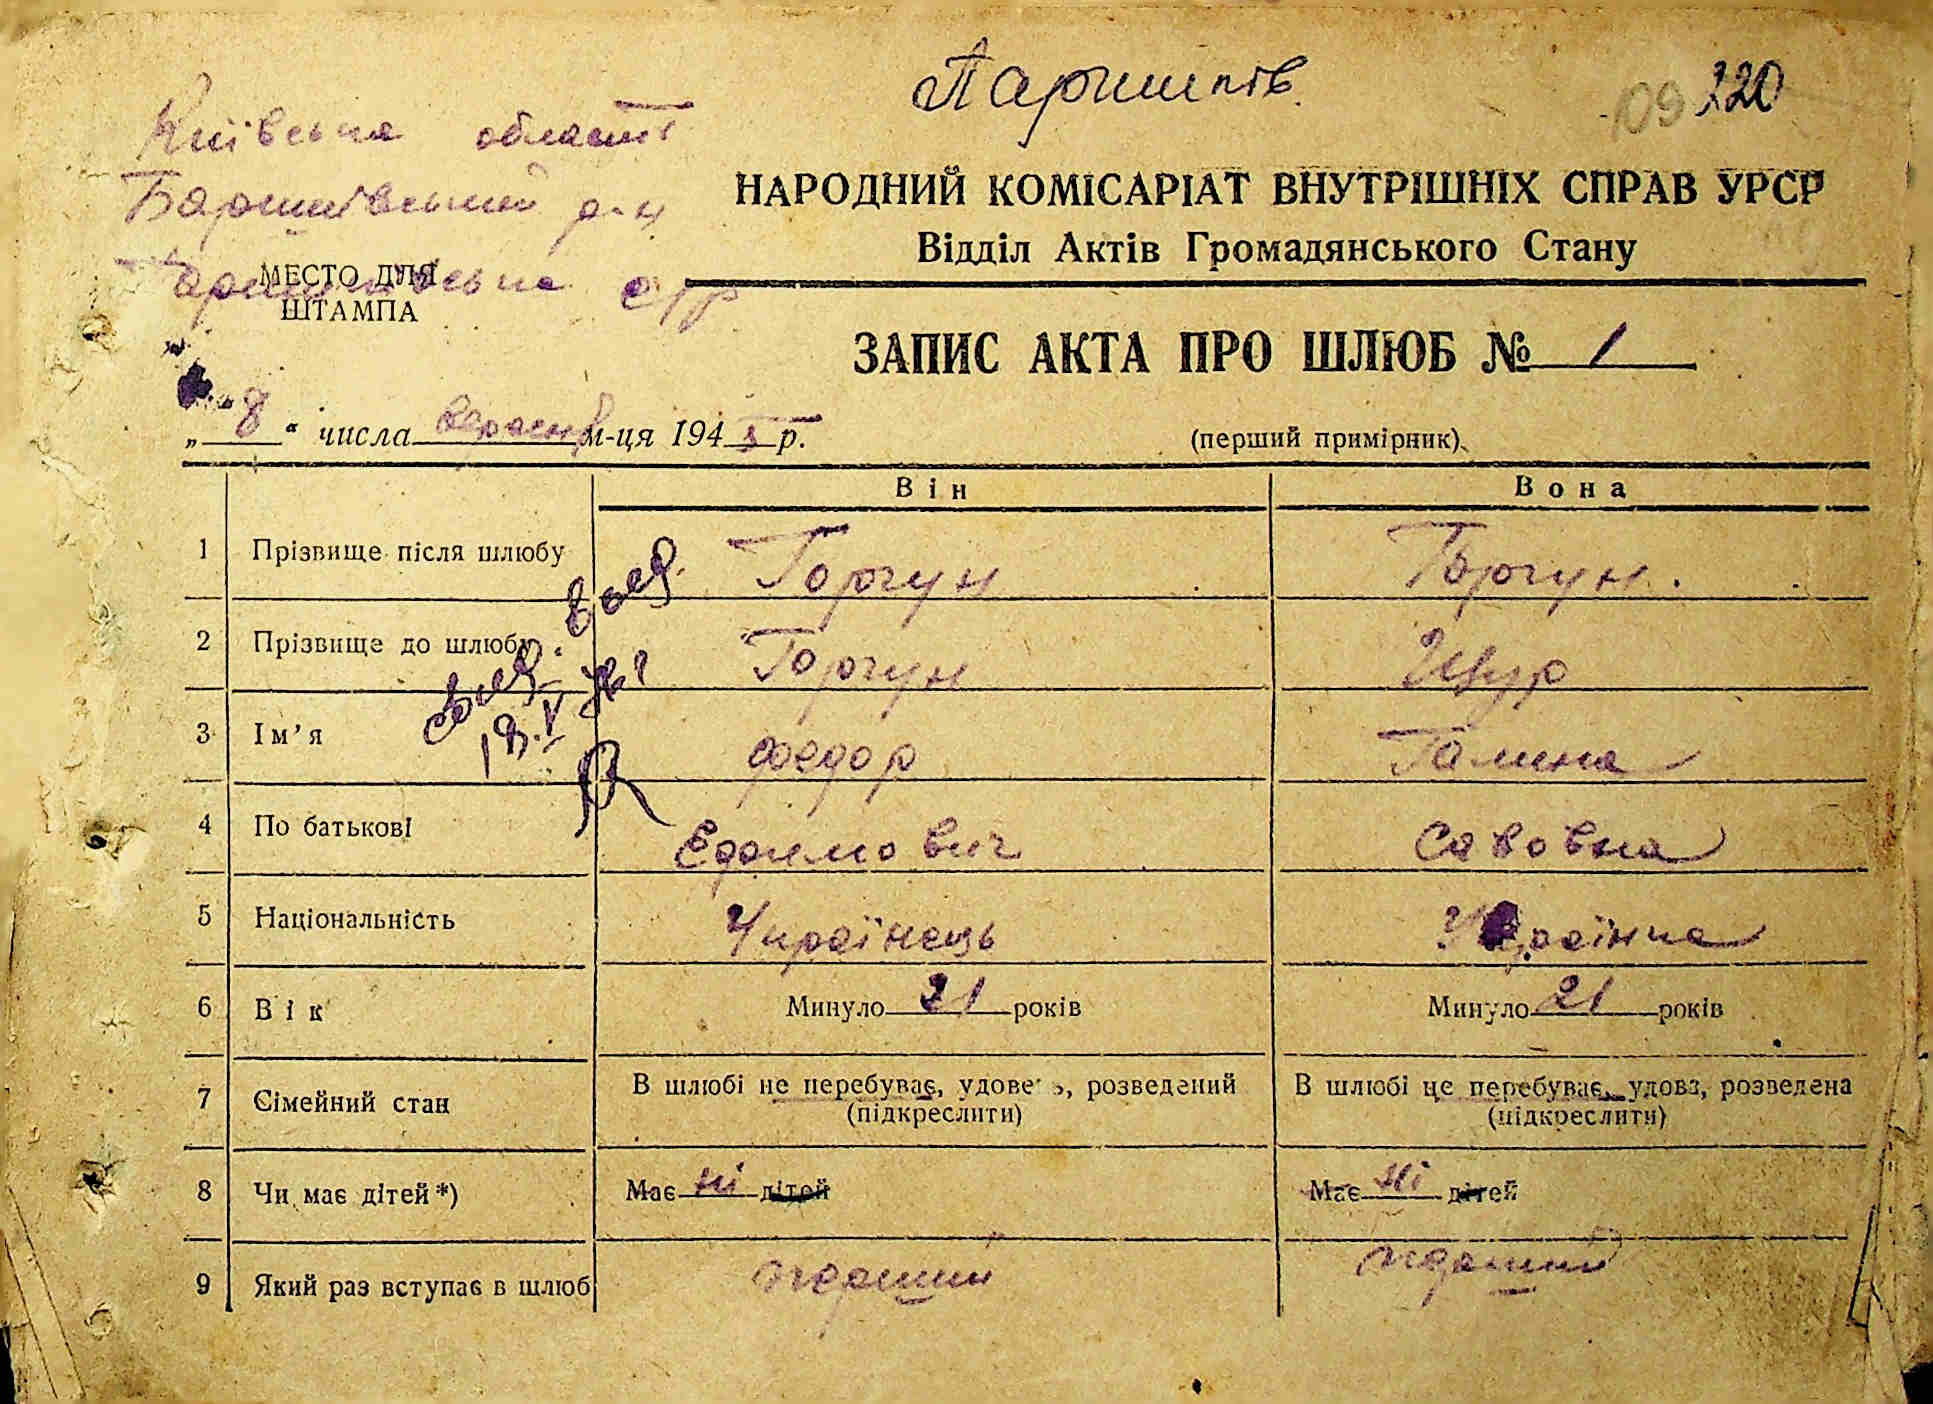 Паришків
109 220
Київська область
Баришівський р-н
Паришківська с/р
НАРОДНИЙ КОМІСАРІАТ ВНУТРІШНІХ СПРАВ УРСР
Відділ Актів Громадянського Стану
МЕСТО ДЛЯ
ШТАМПА
ЗАПИС АКТА ПРО ШЛЮБ № 1
„ 8 “ числа вересня м-ця 194 р.
(перший примірник)
Він Вона
1 Прізвище після шлюбу Горгун Горгун
2 Прізвище до шлюбу Горгун Щур
18.V
3 Ім’я Федор Галина
4 По батькові Савовна
5 Національність Українець Українка
6 Вік Минуло 21 років Минуло 21 років
7 Сімейний стан В шлюбі не перебуває, удовець, розведений В шлюбі не перебуває, удова, розведена
(підкреслити) (підкреслити)
8 Чи має дітей*) Має ні дітей Має ні дітей
9 Який раз вступає в шлюб перший перший